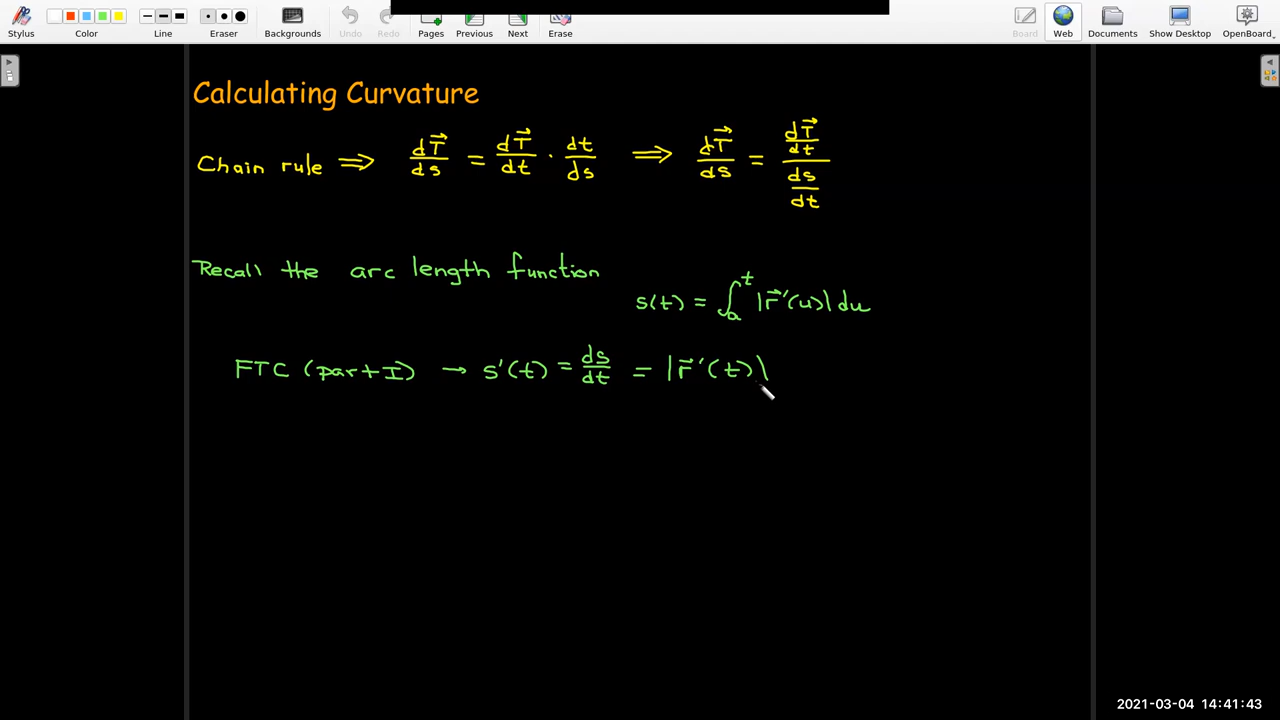 Stylus Color Line Eraser Backgrounds Undo Redo Pages Previous Next Erase Board Web Documents Show Desktop OpenBoard
Calculating Curvature
Chain rule ⟹ dT⃗/ds = dT⃗/dt · dt/ds ⟹ dT⃗/ds = (dT⃗/dt)/(ds/dt)
Recall the arc length function
s(t) = ∫ₐᵗ |r⃗′(u)| du
FTC (part I) → s′(t) = ds/dt = |r⃗′(t)|
2021-03-04 14:41:43